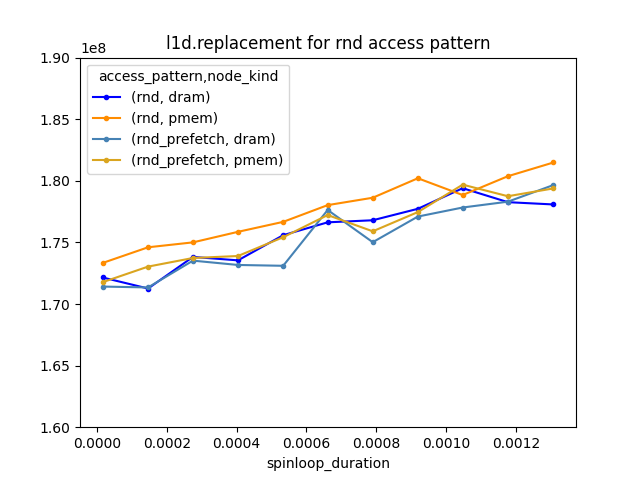 l1d.replacement for rnd access pattern
1e8
1.90
1.85
1.80
1.75
1.70
1.65
1.60
access_pattern,node_kind
(rnd, dram)
(rnd, pmem)
(rnd_prefetch, dram)
(rnd_prefetch, pmem)
0.0000 0.0002 0.0004 0.0006 0.0008 0.0010 0.0012
spinloop_duration